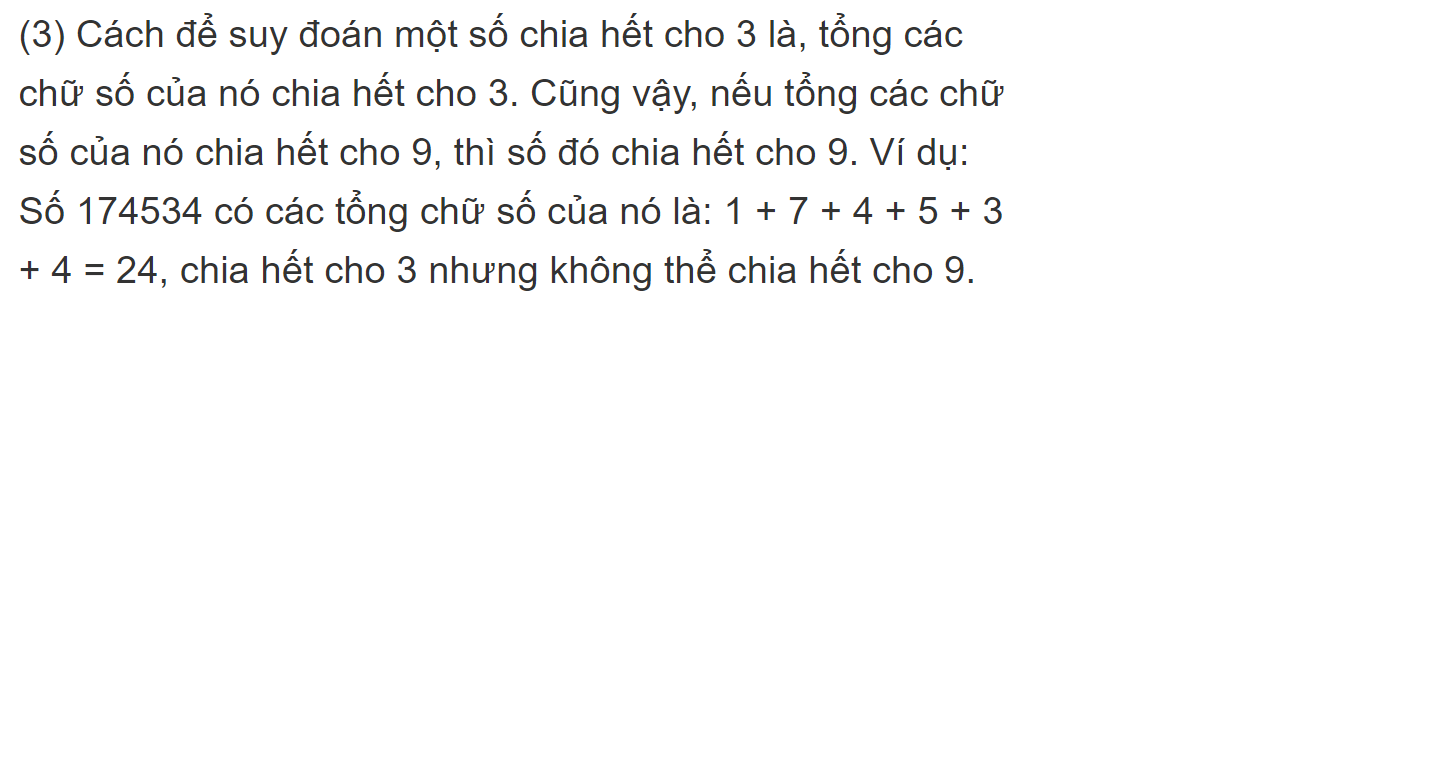 (3) Cách để suy đoán một số chia hết cho 3 là, tổng các
chữ số của nó chia hết cho 3. Cũng vậy, nếu tổng các chữ
số của nó chia hết cho 9, thì số đó chia hết cho 9. Ví dụ:
Số 174534 có các tổng chữ số của nó là: 1 + 7 + 4 + 5 + 3
+ 4 = 24, chia hết cho 3 nhưng không thể chia hết cho 9.